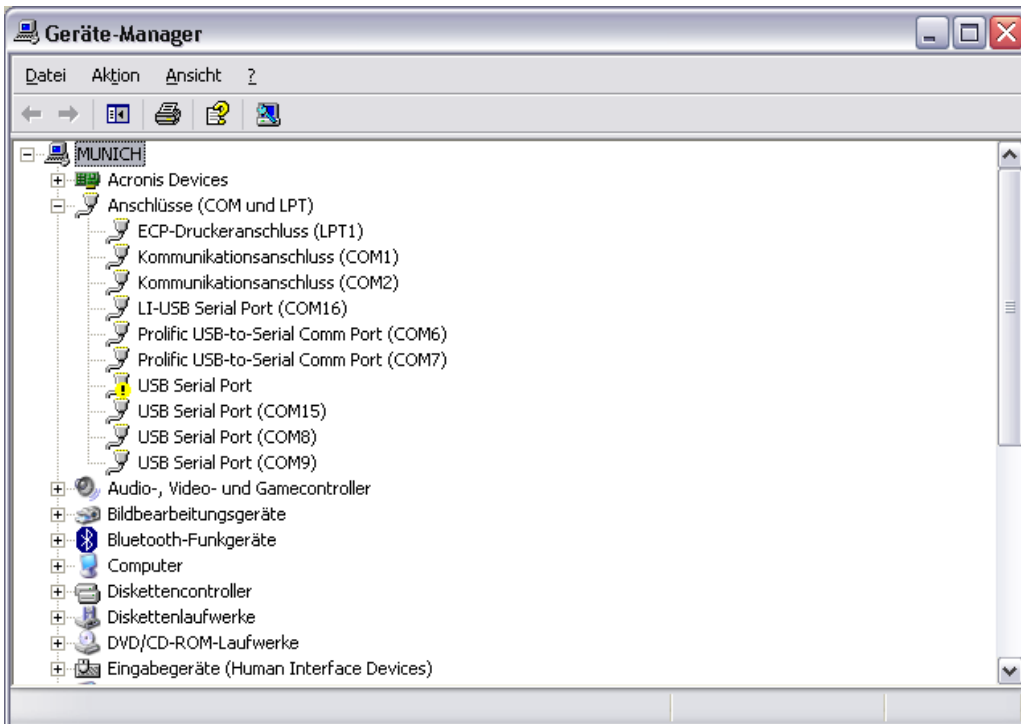 Geräte-Manager
Datei Aktion Ansicht ?
MUNICH
Acronis Devices
Anschlüsse (COM und LPT)
ECP-Druckeranschluss (LPT1)
Kommunikationsanschluss (COM1)
Kommunikationsanschluss (COM2)
LI-USB Serial Port (COM16)
Prolific USB-to-Serial Comm Port (COM6)
Prolific USB-to-Serial Comm Port (COM7)
USB Serial Port
USB Serial Port (COM15)
USB Serial Port (COM8)
USB Serial Port (COM9)
Audio-, Video- und Gamecontroller
Bildbearbeitungsgeräte
Bluetooth-Funkgeräte
Computer
Diskettencontroller
Diskettenlaufwerke
DVD/CD-ROM-Laufwerke
Eingabegeräte (Human Interface Devices)